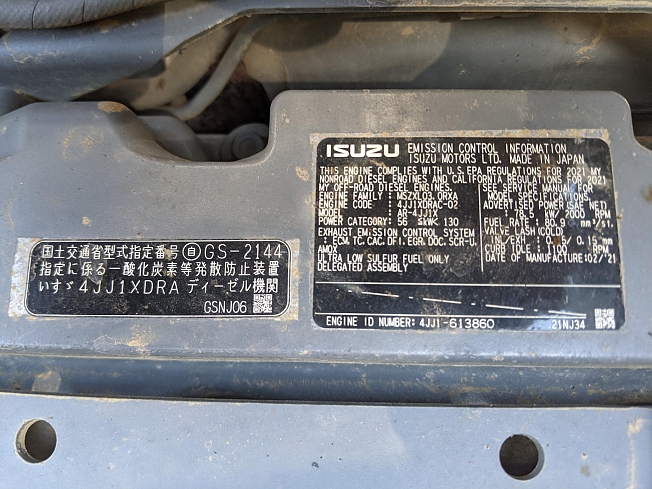 国土交通省型式指定番号 自 GS-2144
指定に係る一酸化炭素等発散防止装置
いすゞ 4JJ1XDRA ディーゼル機関
GSNJ06
ISUZU EMISSION CONTROL INFORMATION
ISUZU MOTORS LTD. MADE IN JAPAN
THIS ENGINE COMPLIES WITH U.S.EPA REGULATIONS FOR 2021 MY
NONROAD DIESEL ENGINES AND CALIFORNIA REGULATIONS FOR 2021
MY OFF-ROAD DIESEL ENGINES.
ENGINE FAMILY :
ENGINE CODE : 4JJ1XDRAC-02
MODEL : AR-4JJ1X
POWER CATEGORY : 56 ≤kW< 130
EXHAUST EMISSION CONTROL SYSTEM
: ECM.TC.CAC.DFI.EGR.DOC.SCR-U.
AMOX
ULTRA LOW SULFUR FUEL ONLY
DELEGATED ASSEMBLY
SEE SERVICE MANUAL FOR
MODEL SPECIFICATIONS.
ADVERTISED POWER(SAE NET)
: 78.5 kW/2000 RPM
FUEL RATE : mm³/st.
VALVE LASH (COLD)
: IN./EX. 0.15/ 0.15 mm
CURB IDLE : RPM
DATE OF MANUFACTURE:02/'21
ENGINE ID NUMBER: 4JJ1-613860
21NJ34